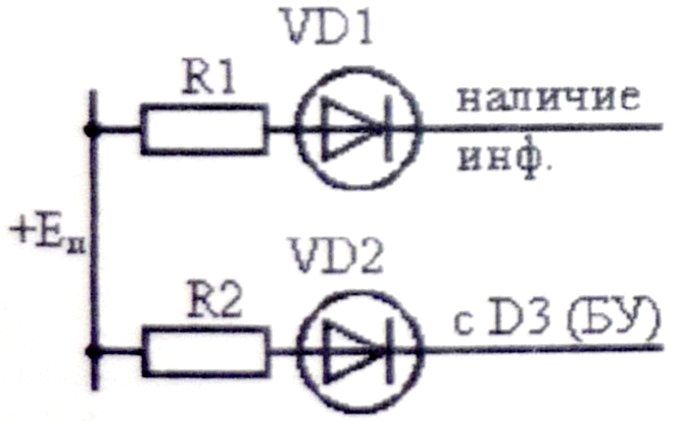 VD1
R1
наличие
инф.
+Eп
VD2
R2
с D3 (БУ)